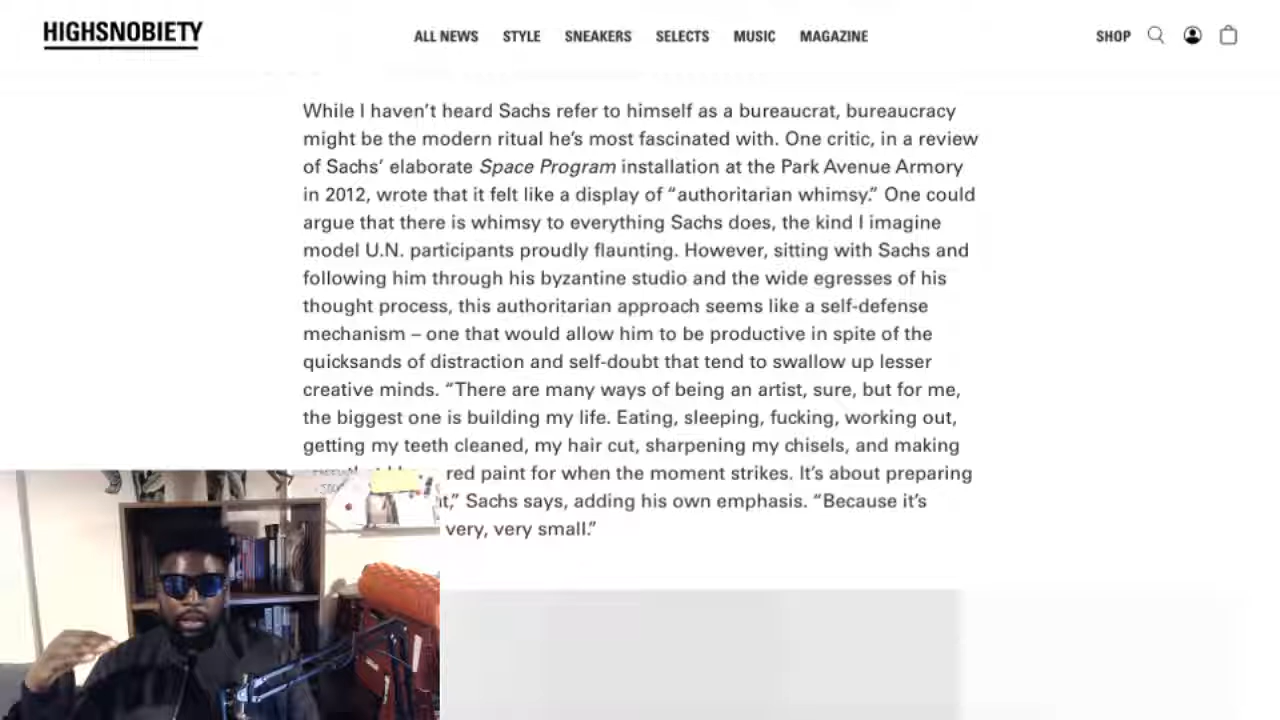 HIGHSNOBIETY
ALL NEWS STYLE SNEAKERS SELECTS MUSIC MAGAZINE
SHOP
While I haven’t heard Sachs refer to himself as a bureaucrat, bureaucracy
might be the modern ritual he’s most fascinated with. One critic, in a review
of Sachs’ elaborate Space Program installation at the Park Avenue Armory
in 2012, wrote that it felt like a display of “authoritarian whimsy.” One could
argue that there is whimsy to everything Sachs does, the kind I imagine
model U.N. participants proudly flaunting. However, sitting with Sachs and
following him through his byzantine studio and the wide egresses of his
thought process, this authoritarian approach seems like a self-defense
mechanism – one that would allow him to be productive in spite of the
quicksands of distraction and self-doubt that tend to swallow up lesser
creative minds. “There are many ways of being an artist, sure, but for me,
the biggest one is building my life. Eating, sleeping, fucking, working out,
getting my teeth cleaned, my hair cut, sharpening my chisels, and making
red paint for when the moment strikes. It’s about preparing
Sachs says, adding his own emphasis. “Because it’s
very, very small.”